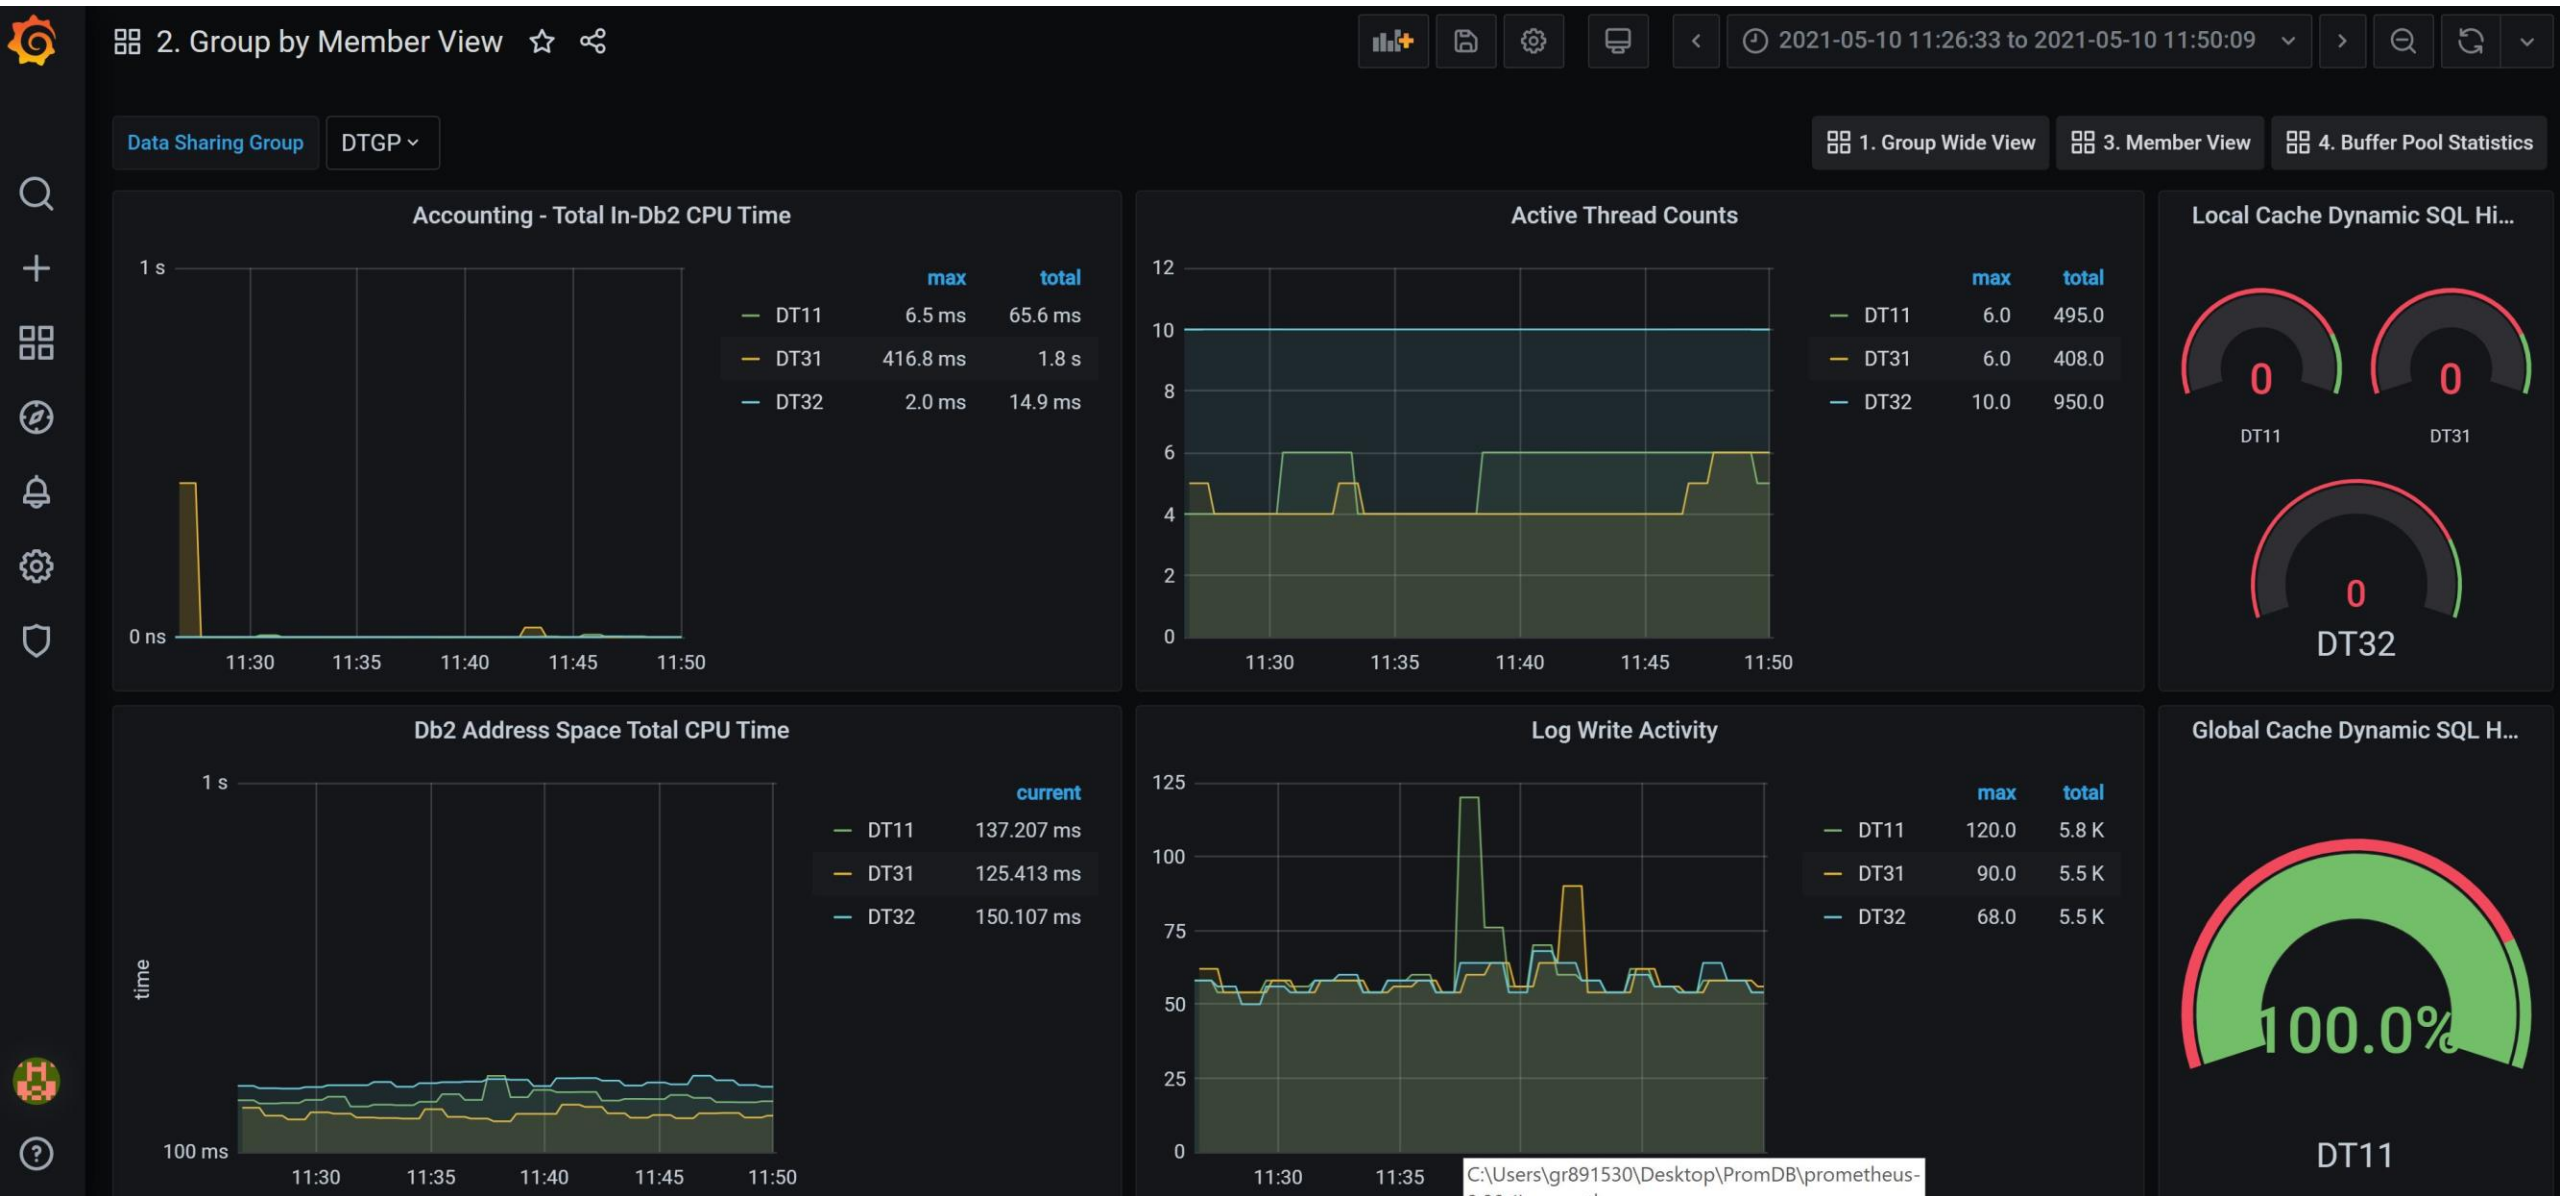 2. Group by Member View
2021-05-10 11:26:33 to 2021-05-10 11:50:09
Data Sharing Group DTGP
1. Group Wide View
3. Member View
4. Buffer Pool Statistics
Accounting - Total In-Db2 CPU Time
1 s
0 ns
11:30 11:35 11:40 11:45 11:50
max total
DT11 6.5 ms 65.6 ms
DT31 416.8 ms 1.8 s
DT32 2.0 ms 14.9 ms
Active Thread Counts
12
10
8
6
4
2
0
11:30 11:35 11:40 11:45 11:50
max total
DT11 6.0 495.0
DT31 6.0 408.0
DT32 10.0 950.0
Local Cache Dynamic SQL Hi...
0 0
DT11 DT31
0
DT32
Db2 Address Space Total CPU Time
1 s
time
100 ms
11:30 11:35 11:40 11:45 11:50
current
DT11 137.207 ms
DT31 125.413 ms
DT32 150.107 ms
Log Write Activity
125
100
75
50
25
0
11:30 11:35
max total
DT11 120.0 5.8 K
DT31 90.0 5.5 K
DT32 68.0 5.5 K
C:\Users\gr891530\Desktop\PromDB\prometheus-
Global Cache Dynamic SQL H...
100.0%
DT11